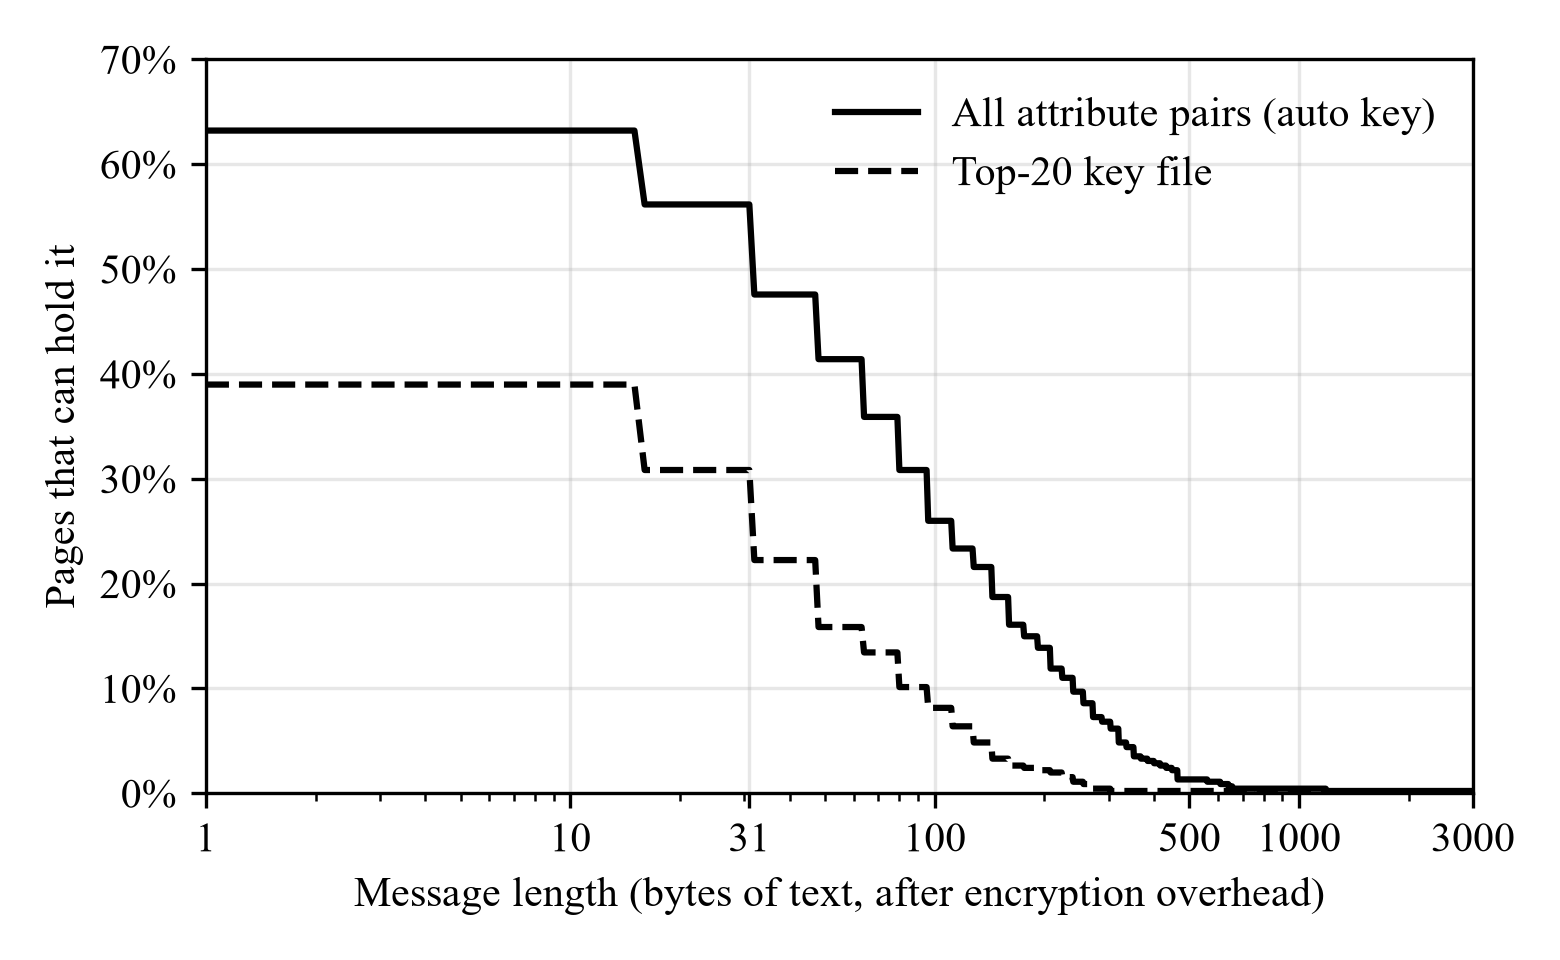 70%
60%
50%
40%
30%
20%
10%
0%
Pages that can hold it
All attribute pairs (auto key)
Top-20 key file
1 10 31 100 500 1000 3000
Message length (bytes of text, after encryption overhead)